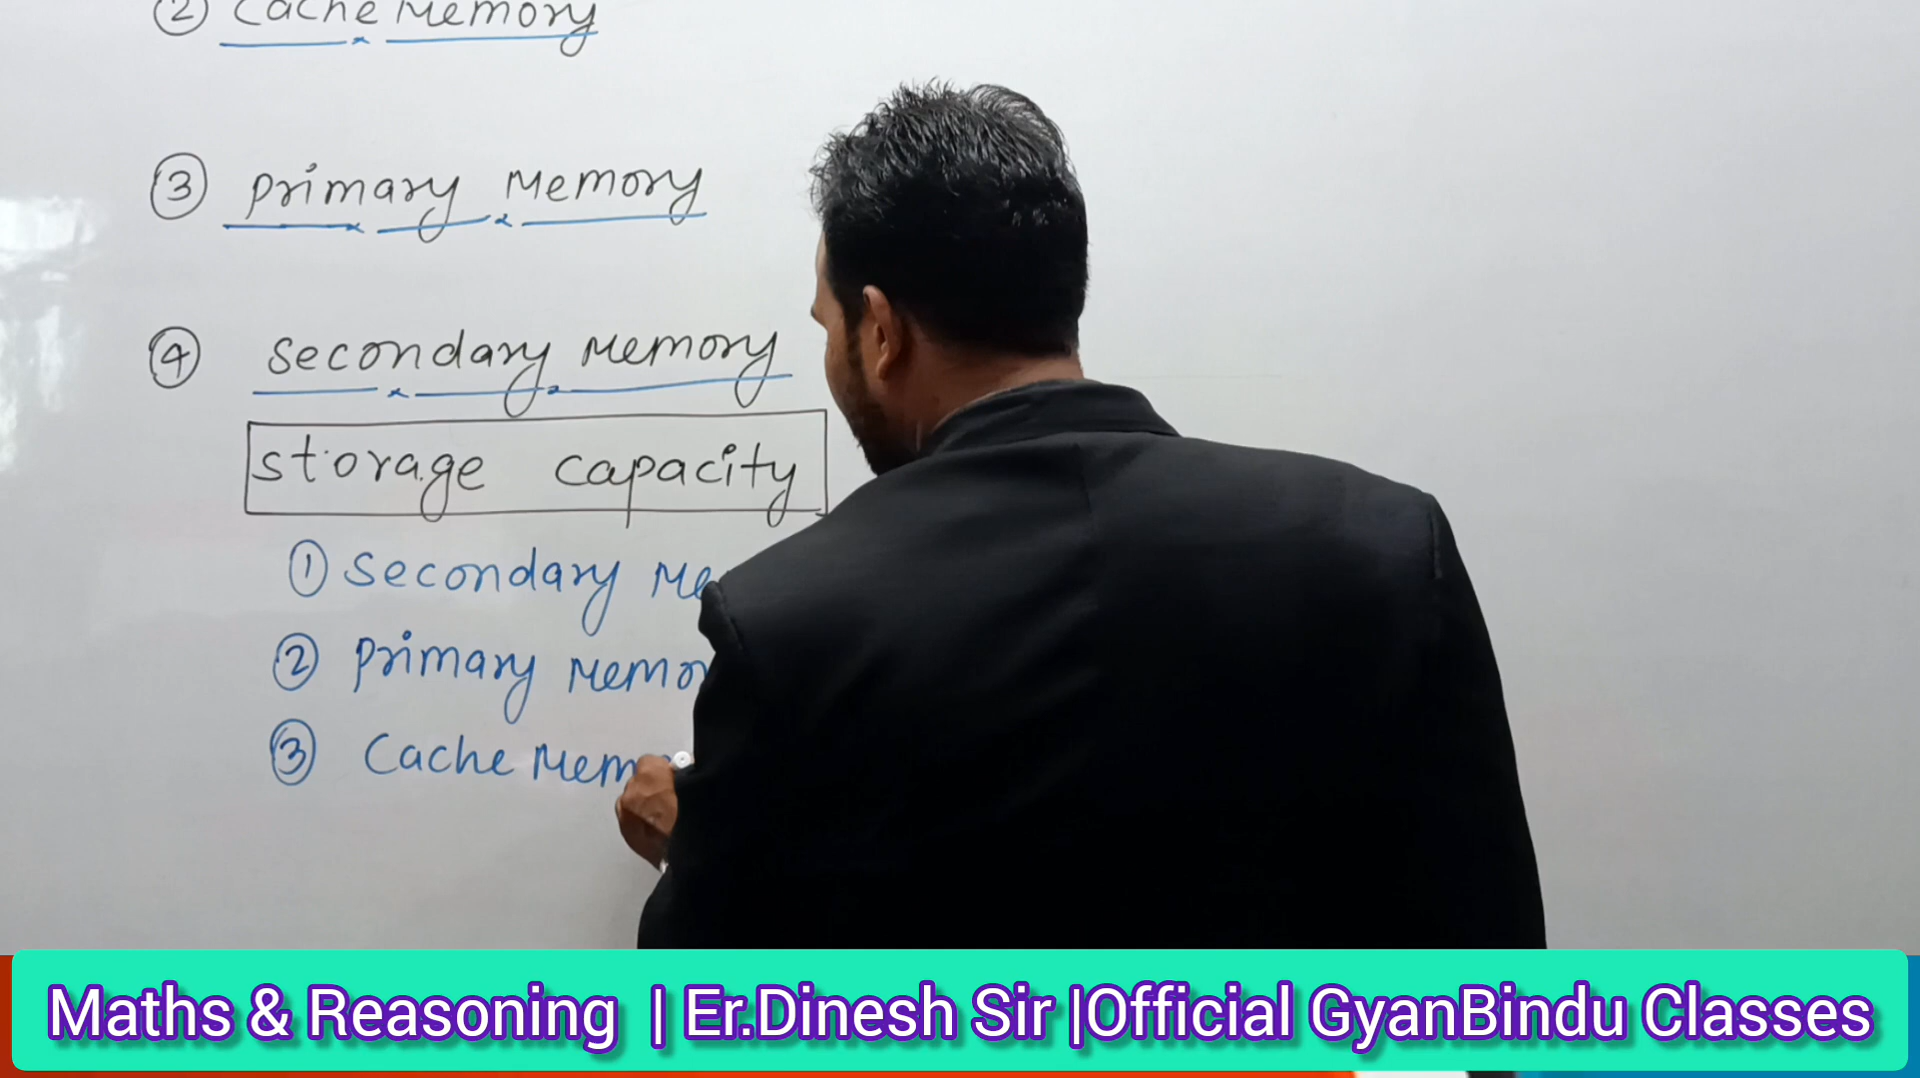 ② Cache Memory
③ Primary Memory
④ Secondary Memory
Storage Capacity
① Secondary Me
② Primary Memor
③ Cache Mem
Maths & Reasoning | Er.Dinesh Sir |Official GyanBindu Classes